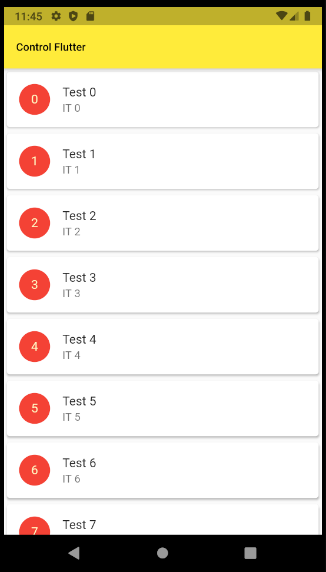 11:45
Control Flutter
0
Test 0
IT 0
1
Test 1
IT 1
2
Test 2
IT 2
3
Test 3
IT 3
4
Test 4
IT 4
5
Test 5
IT 5
6
Test 6
IT 6
7
Test 7